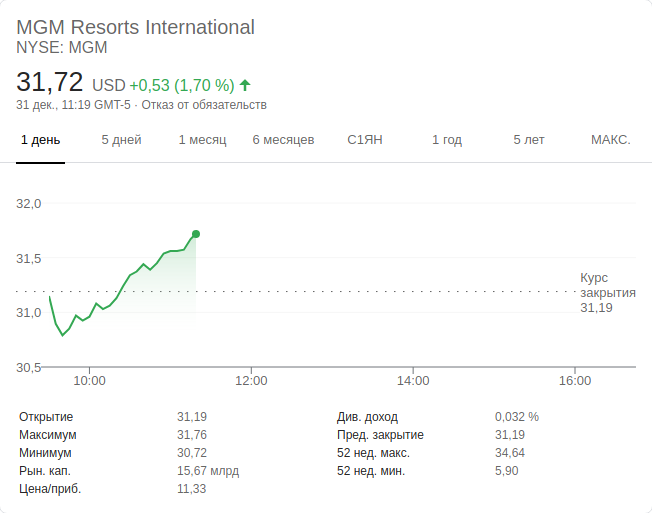 MGM Resorts International
NYSE: MGM
31,72 USD +0,53 (1,70 %)
31 дек., 11:19 GMT-5 · Отказ от обязательств
1 день 5 дней 1 месяц 6 месяцев С1ЯН 1 год 5 лет МАКС.
32,0
31,5
31,0
30,5
Курс
закрытия
31,19
10:00 12:00 14:00 16:00
Открытие 31,19 Див. доход 0,032 %
Максимум 31,76 Пред. закрытие 31,19
Минимум 30,72 52 нед. макс. 34,64
Рын. кап. 15,67 млрд 52 нед. мин. 5,90
Цена/приб. 11,33